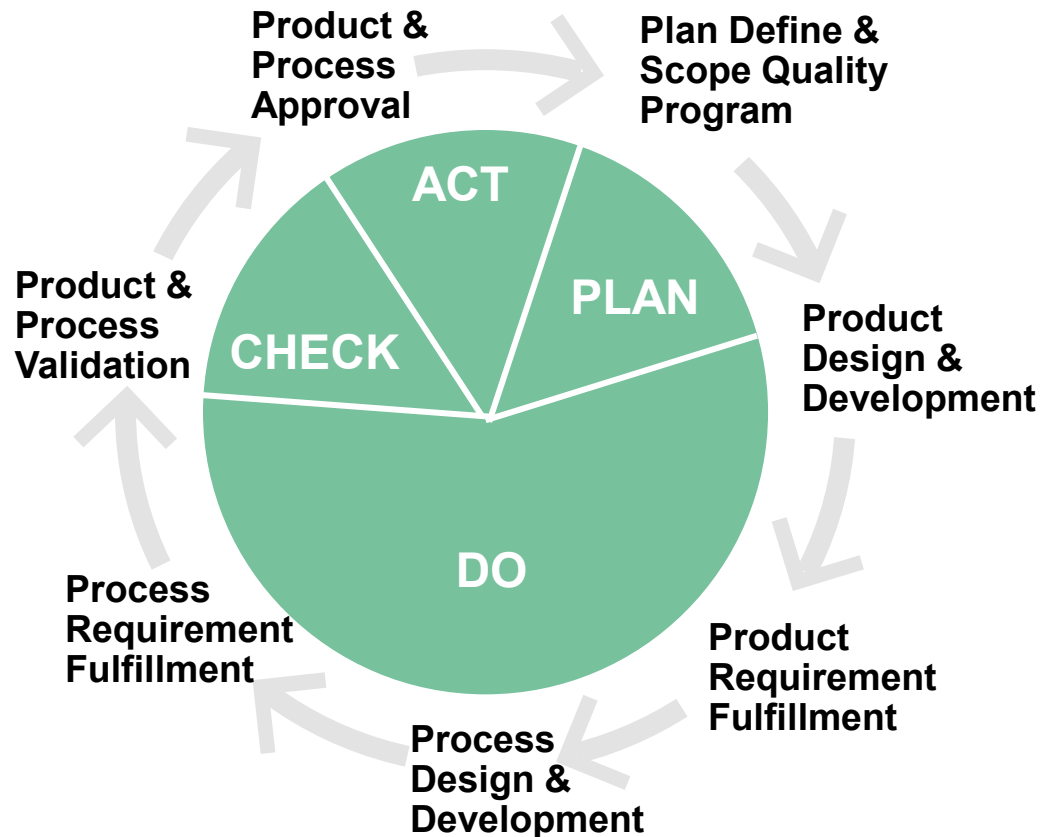 Product &
Process
Approval
Plan Define &
Scope Quality
Program
ACT
PLAN
CHECK
DO
Product
Design &
Development
Product
Requirement
Fulfillment
Process
Design &
Development
Process
Requirement
Fulfillment
Product &
Process
Validation